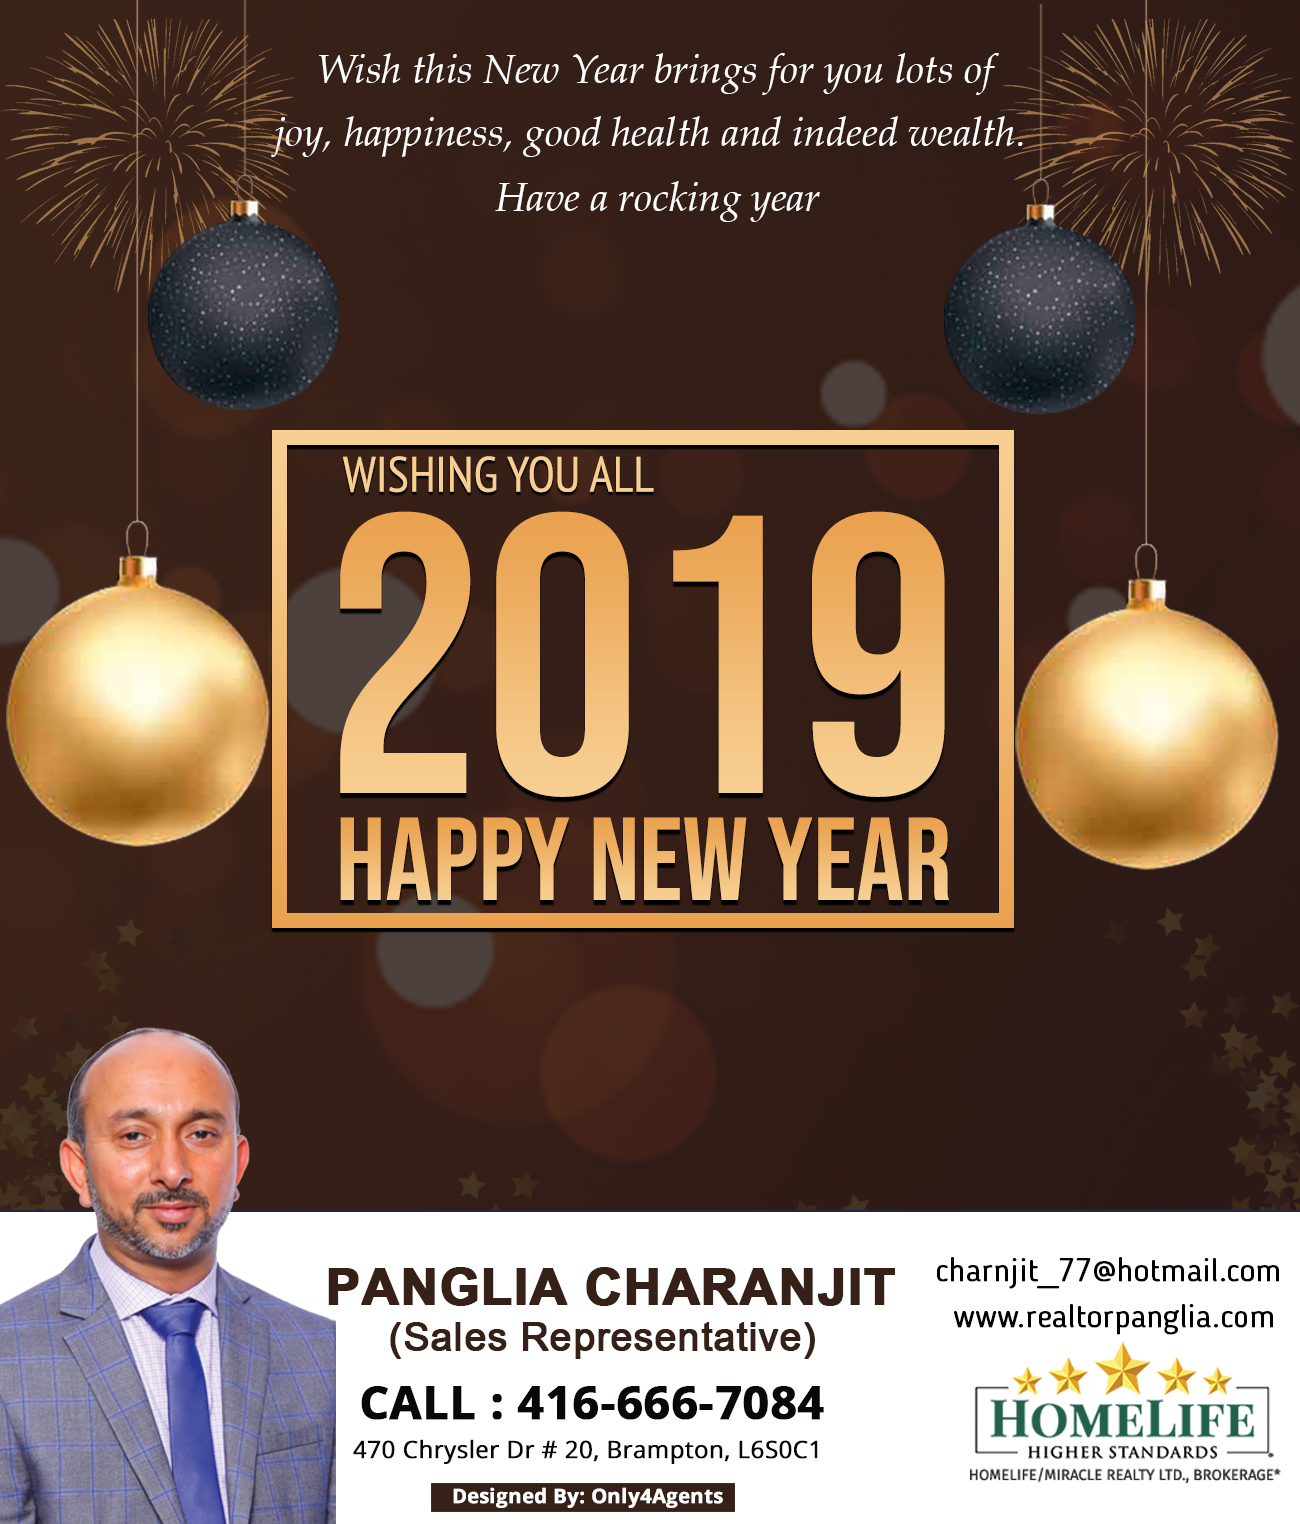 Wish this New Year brings for you lots of
joy, happiness, good health and indeed wealth.
Have a rocking year
WISHING YOU ALL
2019
HAPPY NEW YEAR
PANGLIA CHARANJIT
(Sales Representative)
CALL : 416-666-7084
470 Chrysler Dr # 20, Brampton, L6S0C1
Designed By: Only4Agents
charnjit_77@hotmail.com
www.realtorpanglia.com
HOMELIFE
HIGHER STANDARDS
HOMELIFE/MIRACLE REALTY LTD., BROKERAGE*